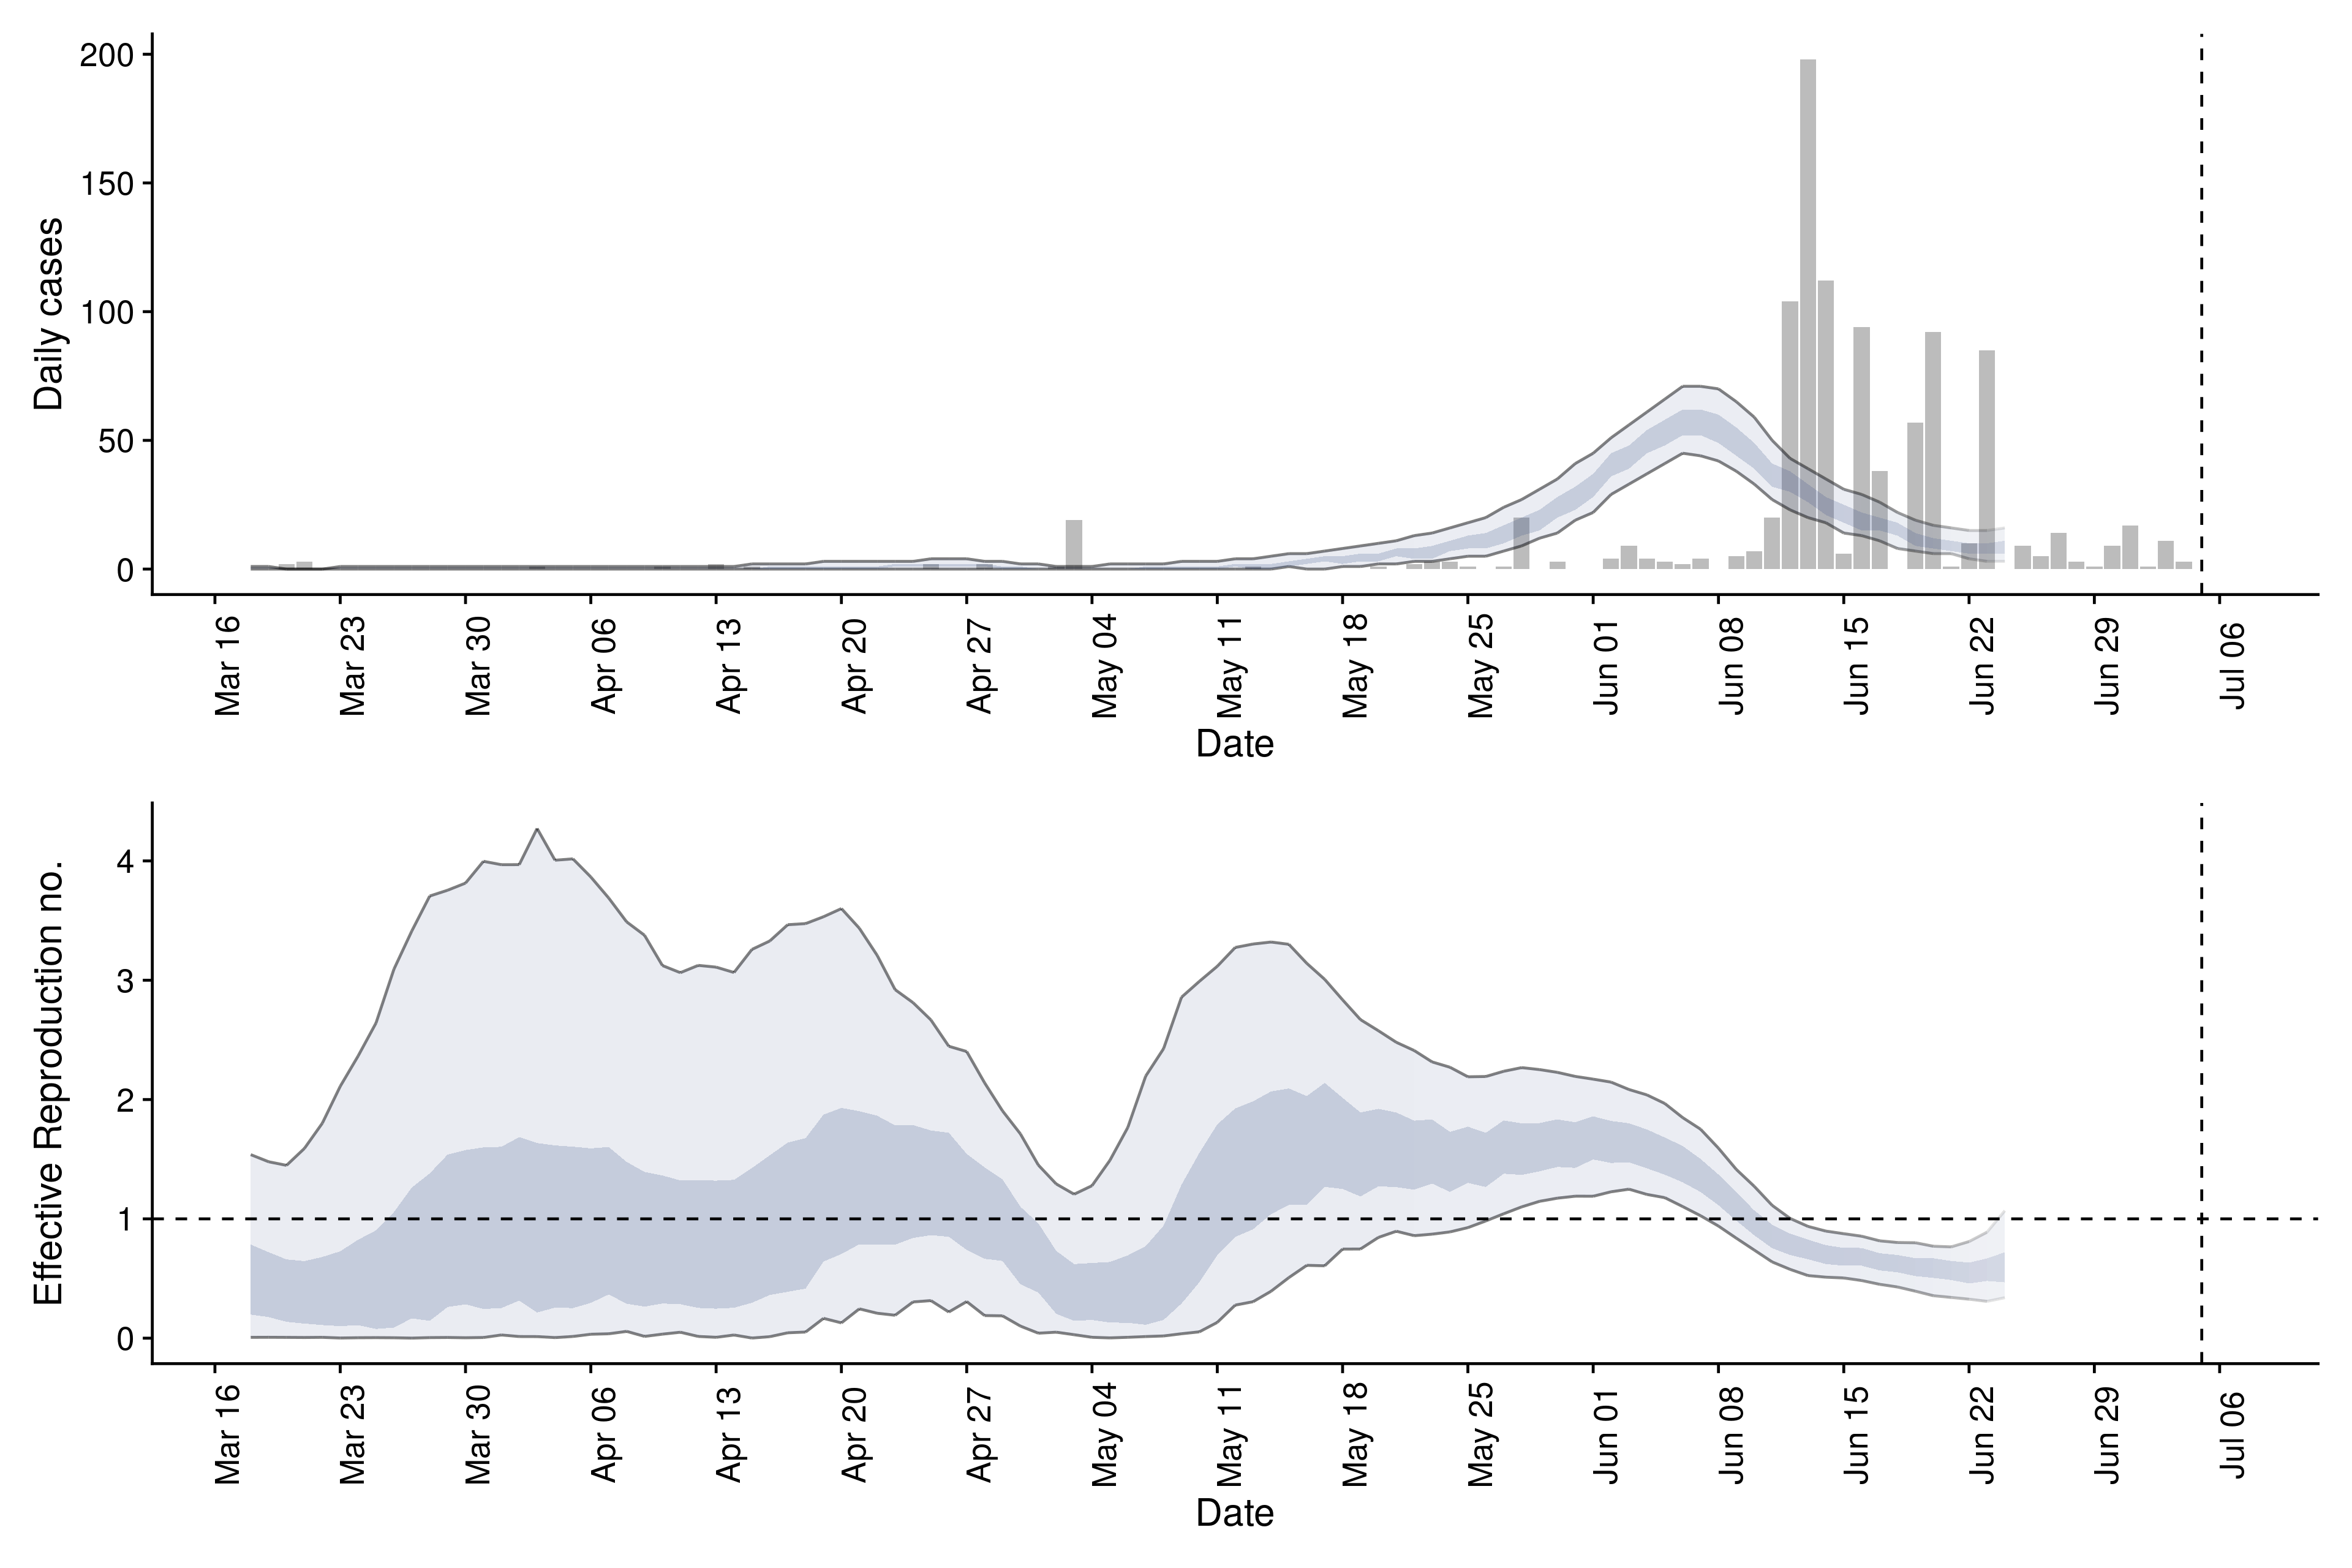 Daily cases
200
150
100
50
0
Mar 16
Mar 23
Mar 30
Apr 06
Apr 13
Apr 20
Apr 27
May 04
May 11
May 18
May 25
Jun 01
Jun 08
Jun 15
Jun 22
Jun 29
Jul 06
Date
Effective Reproduction no.
4
3
2
1
0
Mar 16
Mar 23
Mar 30
Apr 06
Apr 13
Apr 20
Apr 27
May 04
May 11
May 18
May 25
Jun 01
Jun 08
Jun 15
Jun 22
Jun 29
Jul 06
Date